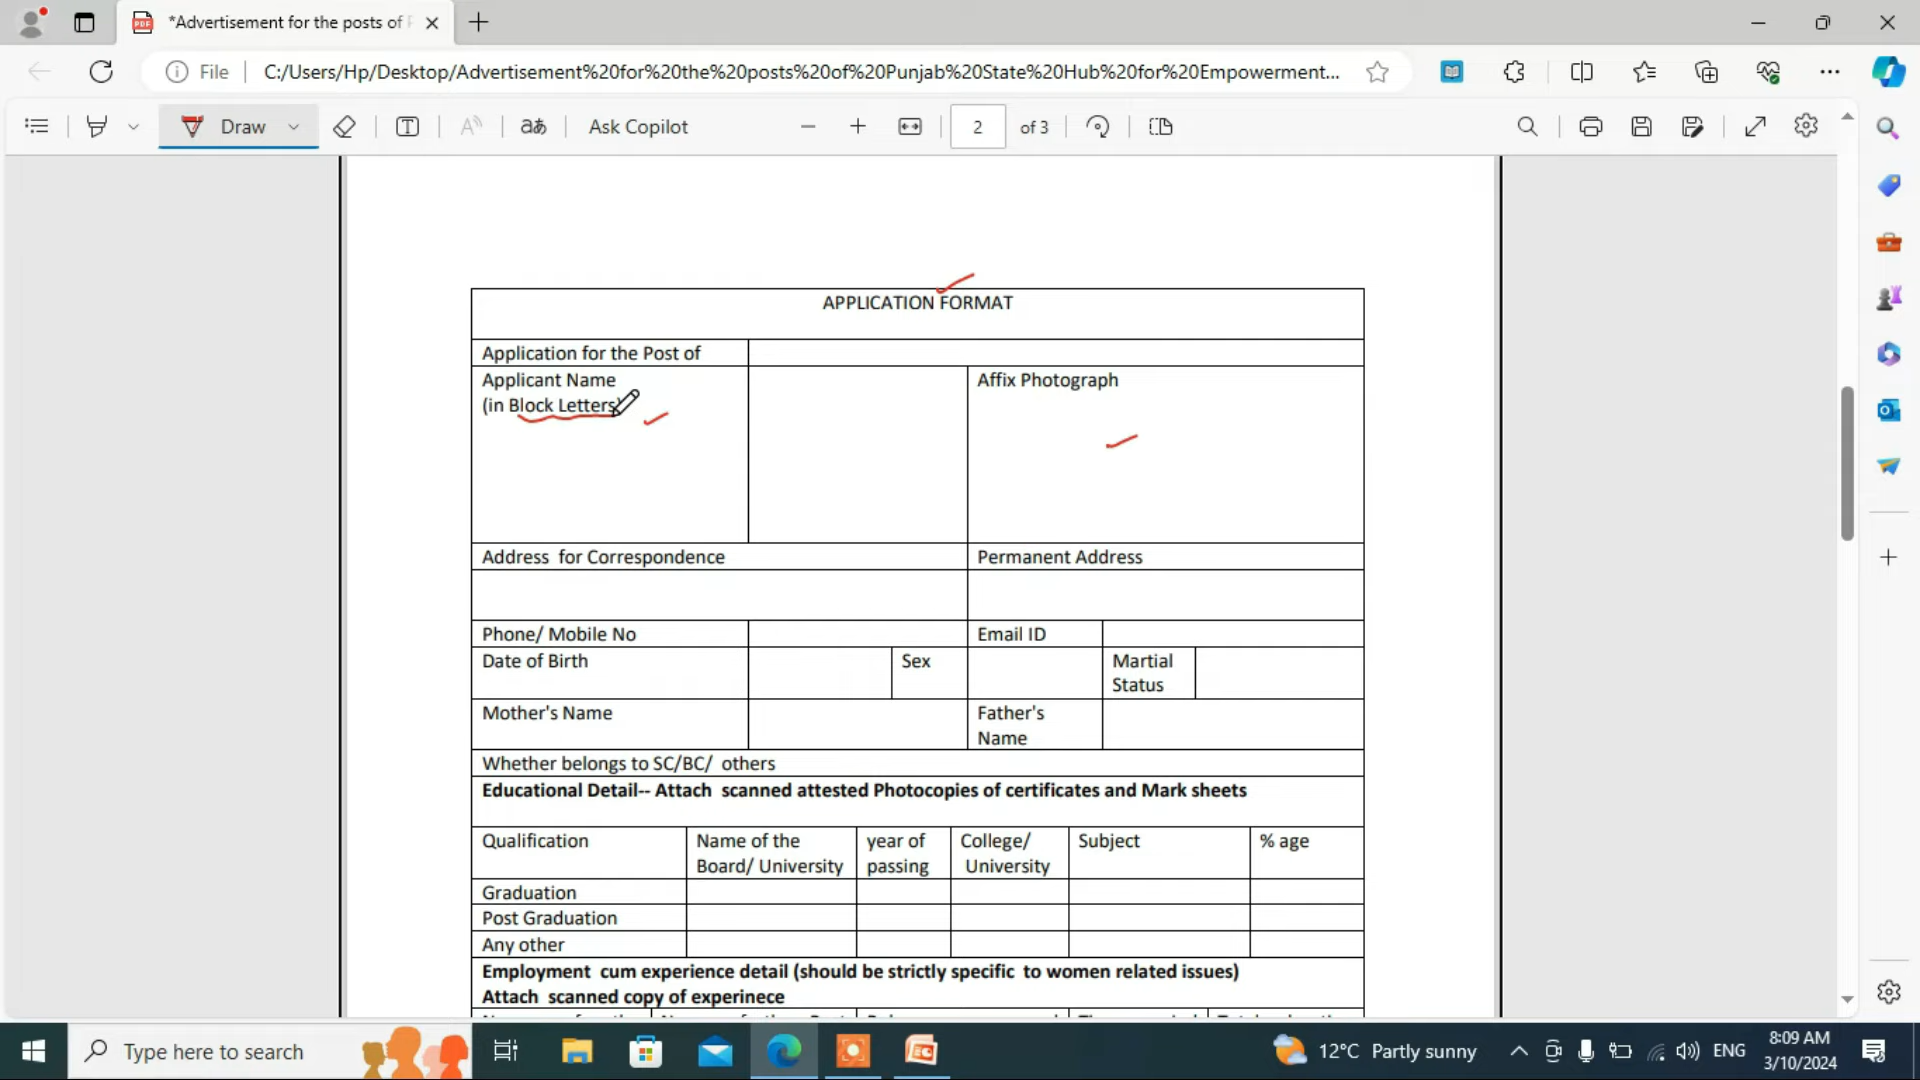 *Advertisement for the posts of
File
C:/Users/Hp/Desktop/Advertisement%20for%20the%20posts%20of%20Punjab%20State%20Hub%20for%20Empowerment...
Draw
aあ
Ask Copilot
2
of 3
APPLICATION FORMAT
Application for the Post of
Applicant Name
(in Block Letters)
Affix Photograph
Address for Correspondence
Permanent Address
Phone/ Mobile No
Email ID
Date of Birth
Sex
Martial
Status
Mother's Name
Father's
Name
Whether belongs to SC/BC/ others
Educational Detail-- Attach scanned attested Photocopies of certificates and Mark sheets
Qualification
Name of the
Board/ University
year of
passing
College/
University
Subject
% age
Graduation
Post Graduation
Any other
Employment cum experience detail (should be strictly specific to women related issues)
Attach scanned copy of experinece
Type here to search
12°C Partly sunny
ENG
8:09 AM
3/10/2024